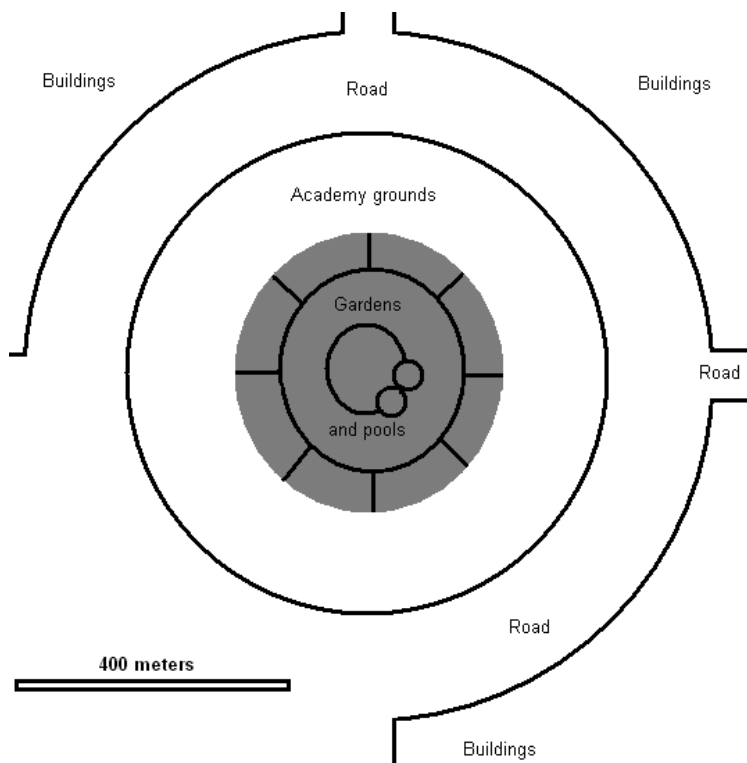 Buildings
Road
Buildings
Academy grounds
Gardens
Road
and pools
Road
400 meters
Buildings